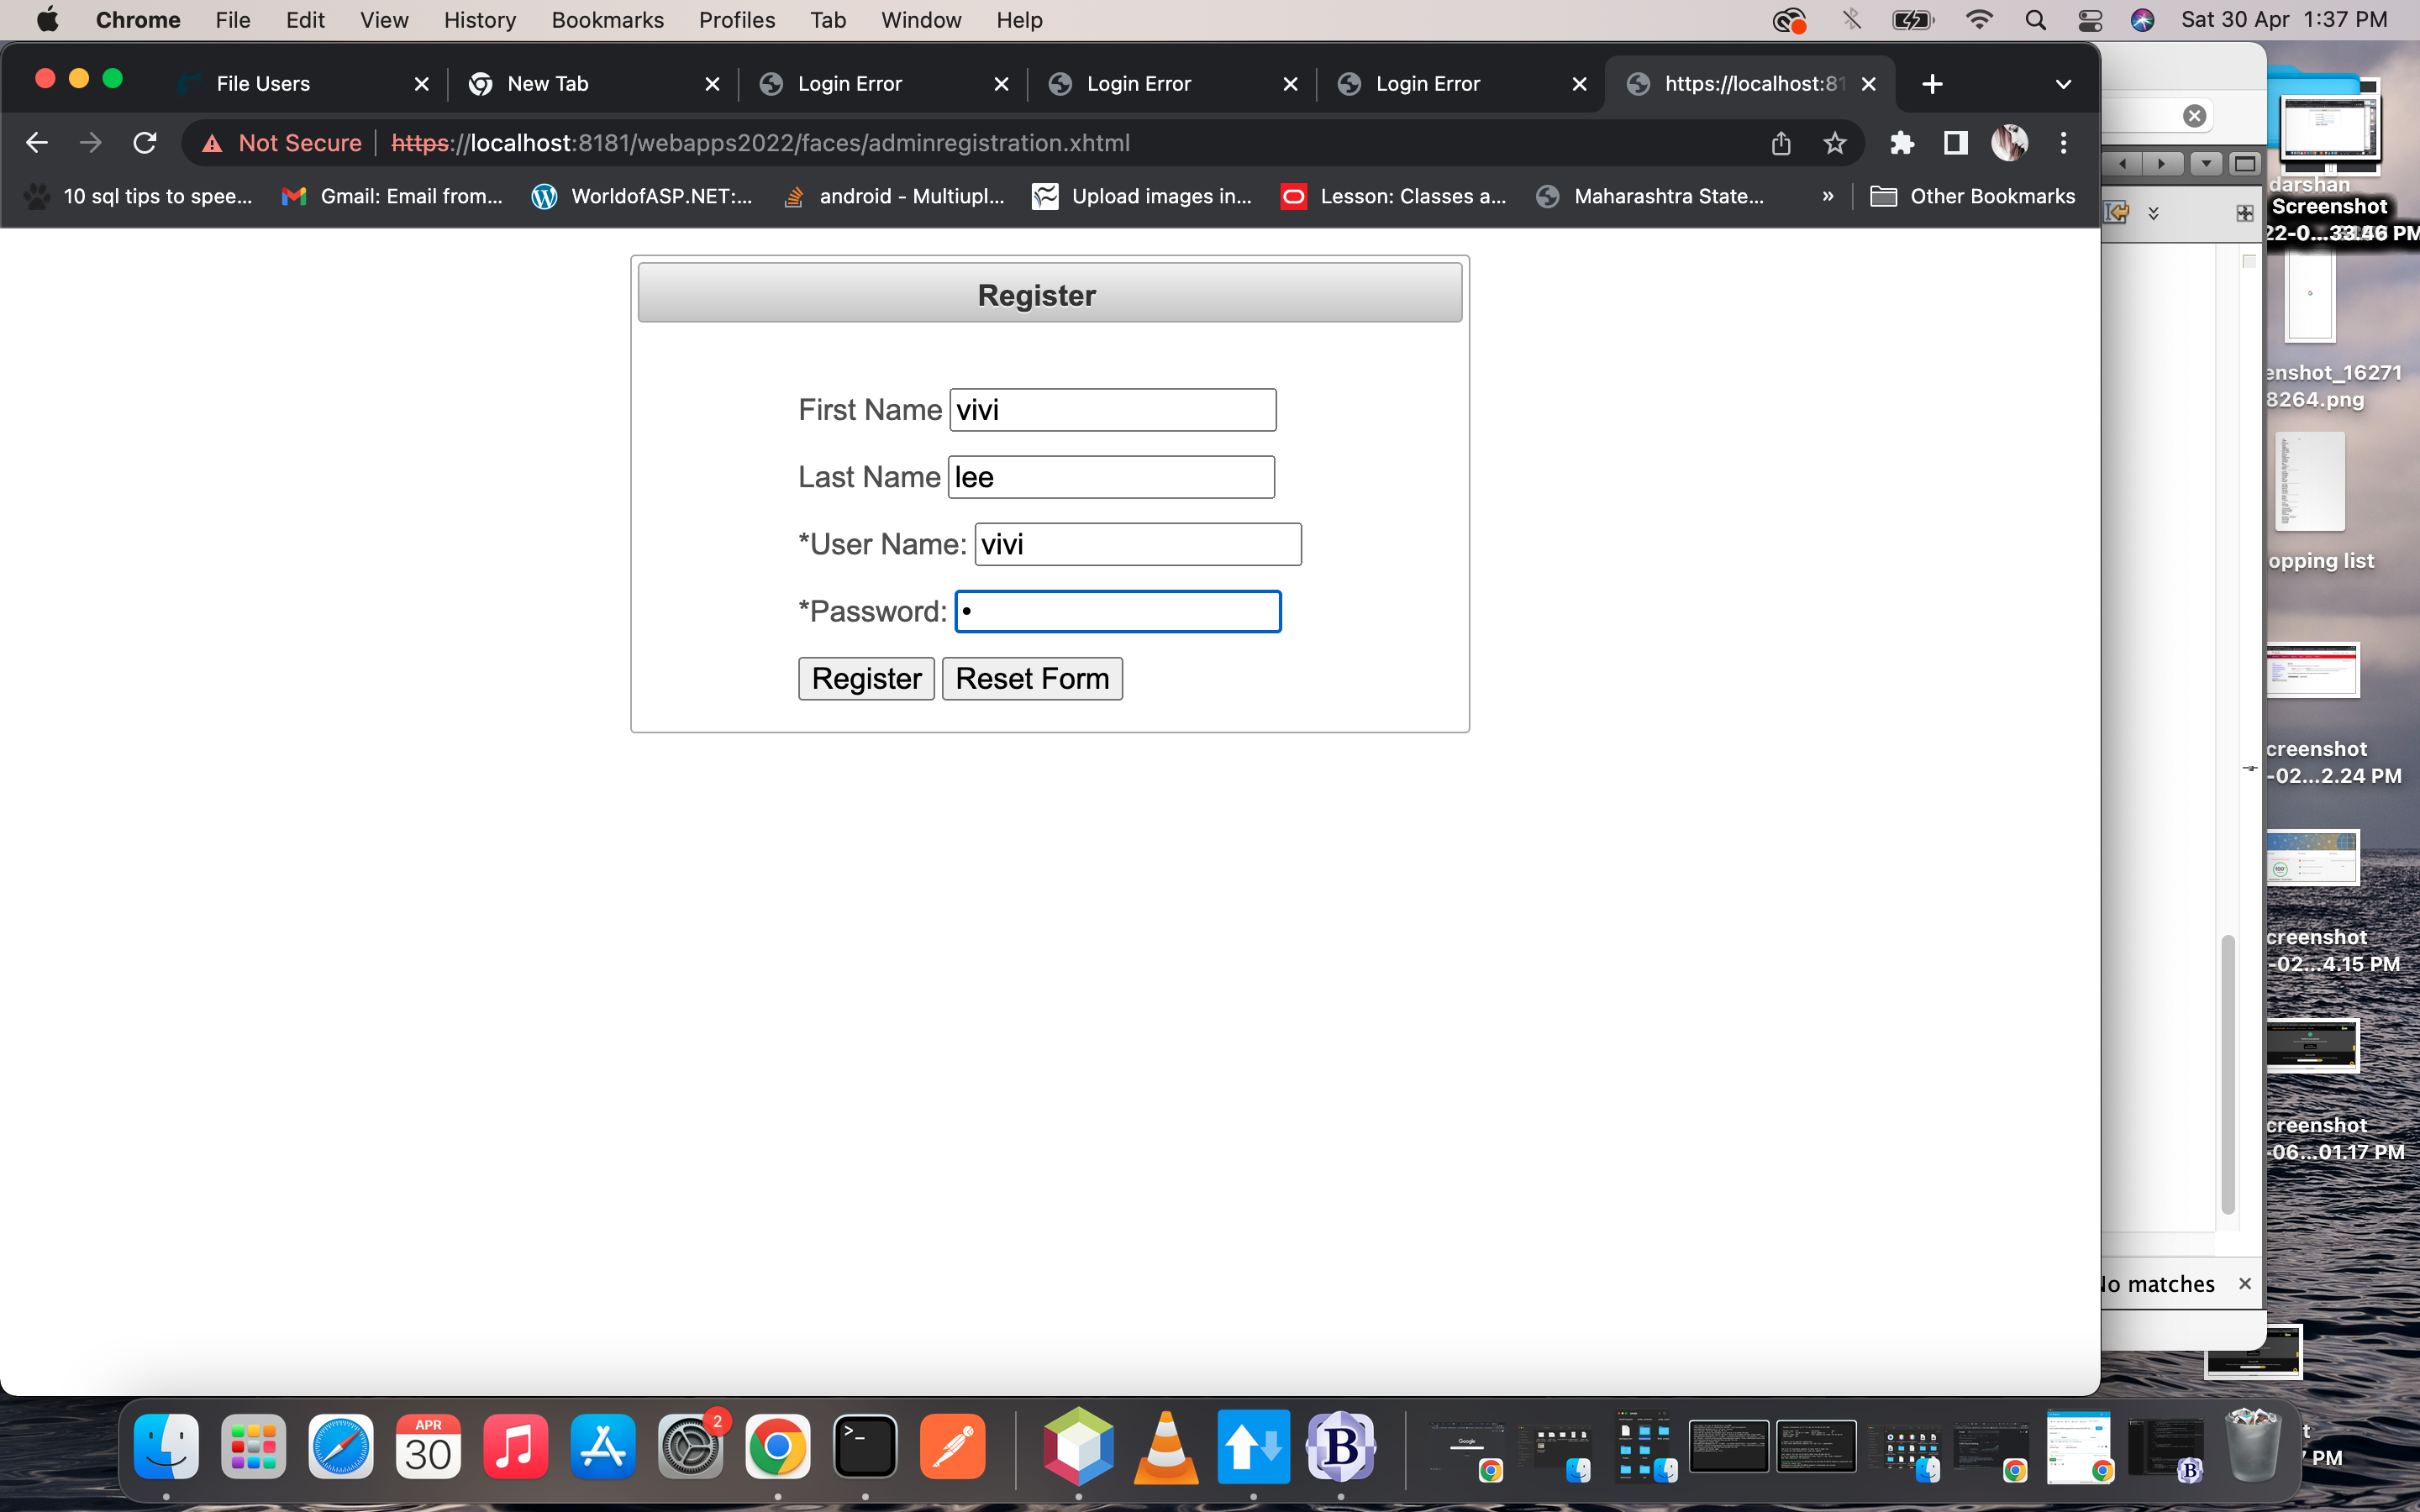 Chrome File Edit View History Bookmarks Profiles Tab Window Help Sat 30 Apr 1:37 PM
File Users New Tab Login Error Login Error Login Error https://localhost:81
Not Secure https://localhost:8181/webapps2022/faces/adminregistration.xhtml
10 sql tips to spee... Gmail: Email from... WorldofASP.NET:... android - Multiupl... Upload images in... Lesson: Classes a... Maharashtra State... » Other Bookmarks
darshan
Screenshot
22-0...33.46 PM
Register
First Name vivi
Last Name lee
*User Name: vivi
*Password: •
Register Reset Form
enshot_16271
8264.png
opping list
creenshot
-02...2.24 PM
creenshot
-02...4.15 PM
creenshot
-06...01.17 PM
No matches
APR
30
2
PM